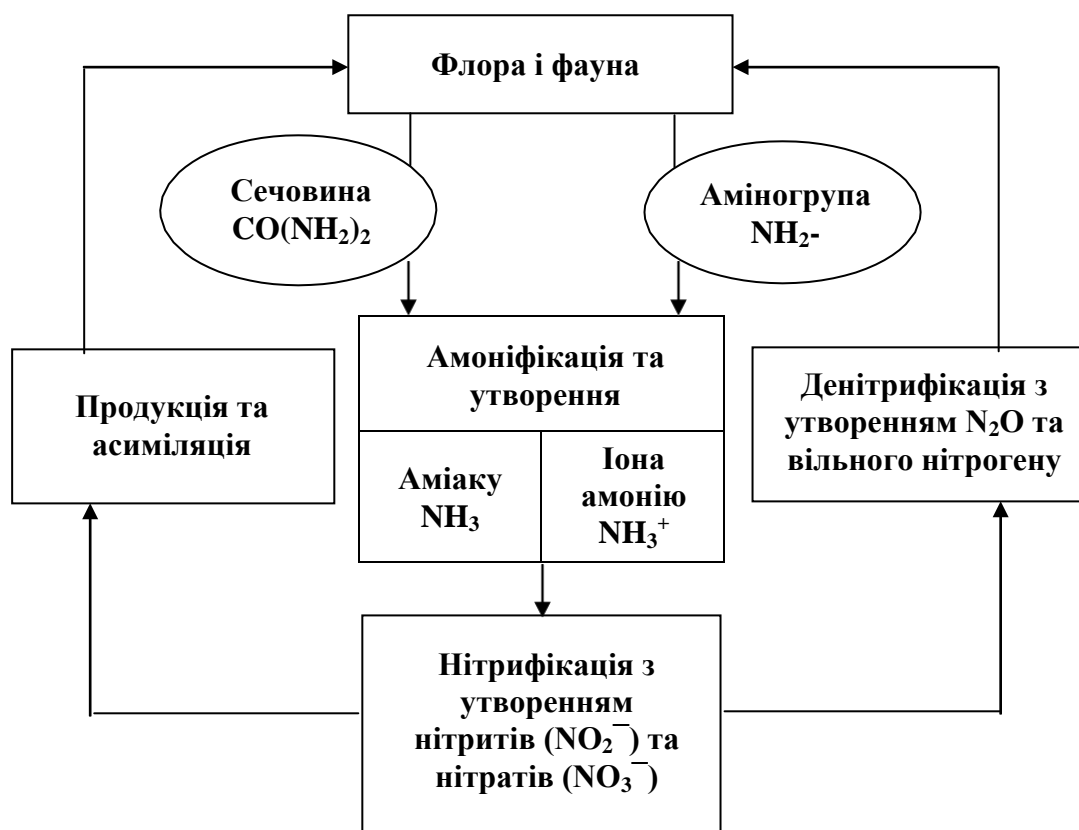 Флора і фауна
Сечовина
CO(NH₂)₂
Аміногрупа
NH₂-
Амоніфікація та
утворення
Аміаку
NH₃
Іона
амонію
NH₃⁺
Продукція та
асиміляція
Денітрифікація з
утворенням N₂O та
вільного нітрогену
Нітрифікація з
утворенням
нітритів (NO₂⁻) та
нітратів (NO₃⁻)